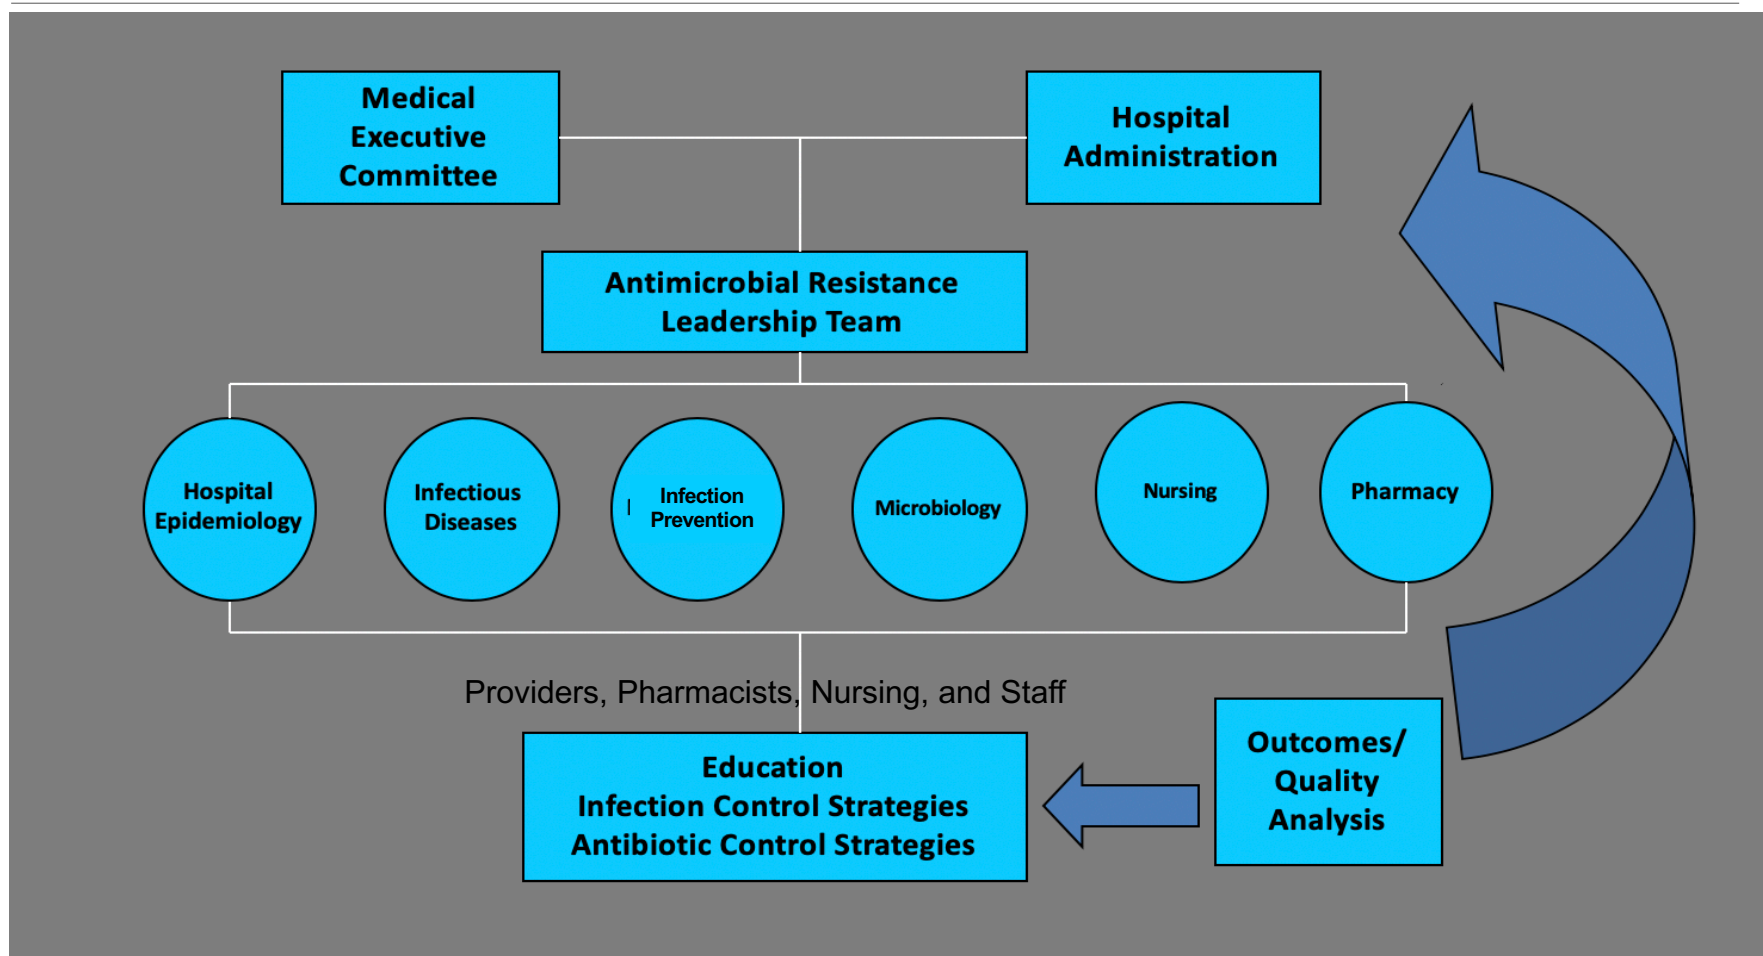 Medical
Executive
Committee
Hospital
Administration
Antimicrobial Resistance
Leadership Team
Hospital
Epidemiology
Infectious
Diseases
Infection
Prevention
Microbiology
Nursing
Pharmacy
Providers, Pharmacists, Nursing, and Staff
Education
Infection Control Strategies
Antibiotic Control Strategies
Outcomes/
Quality
Analysis